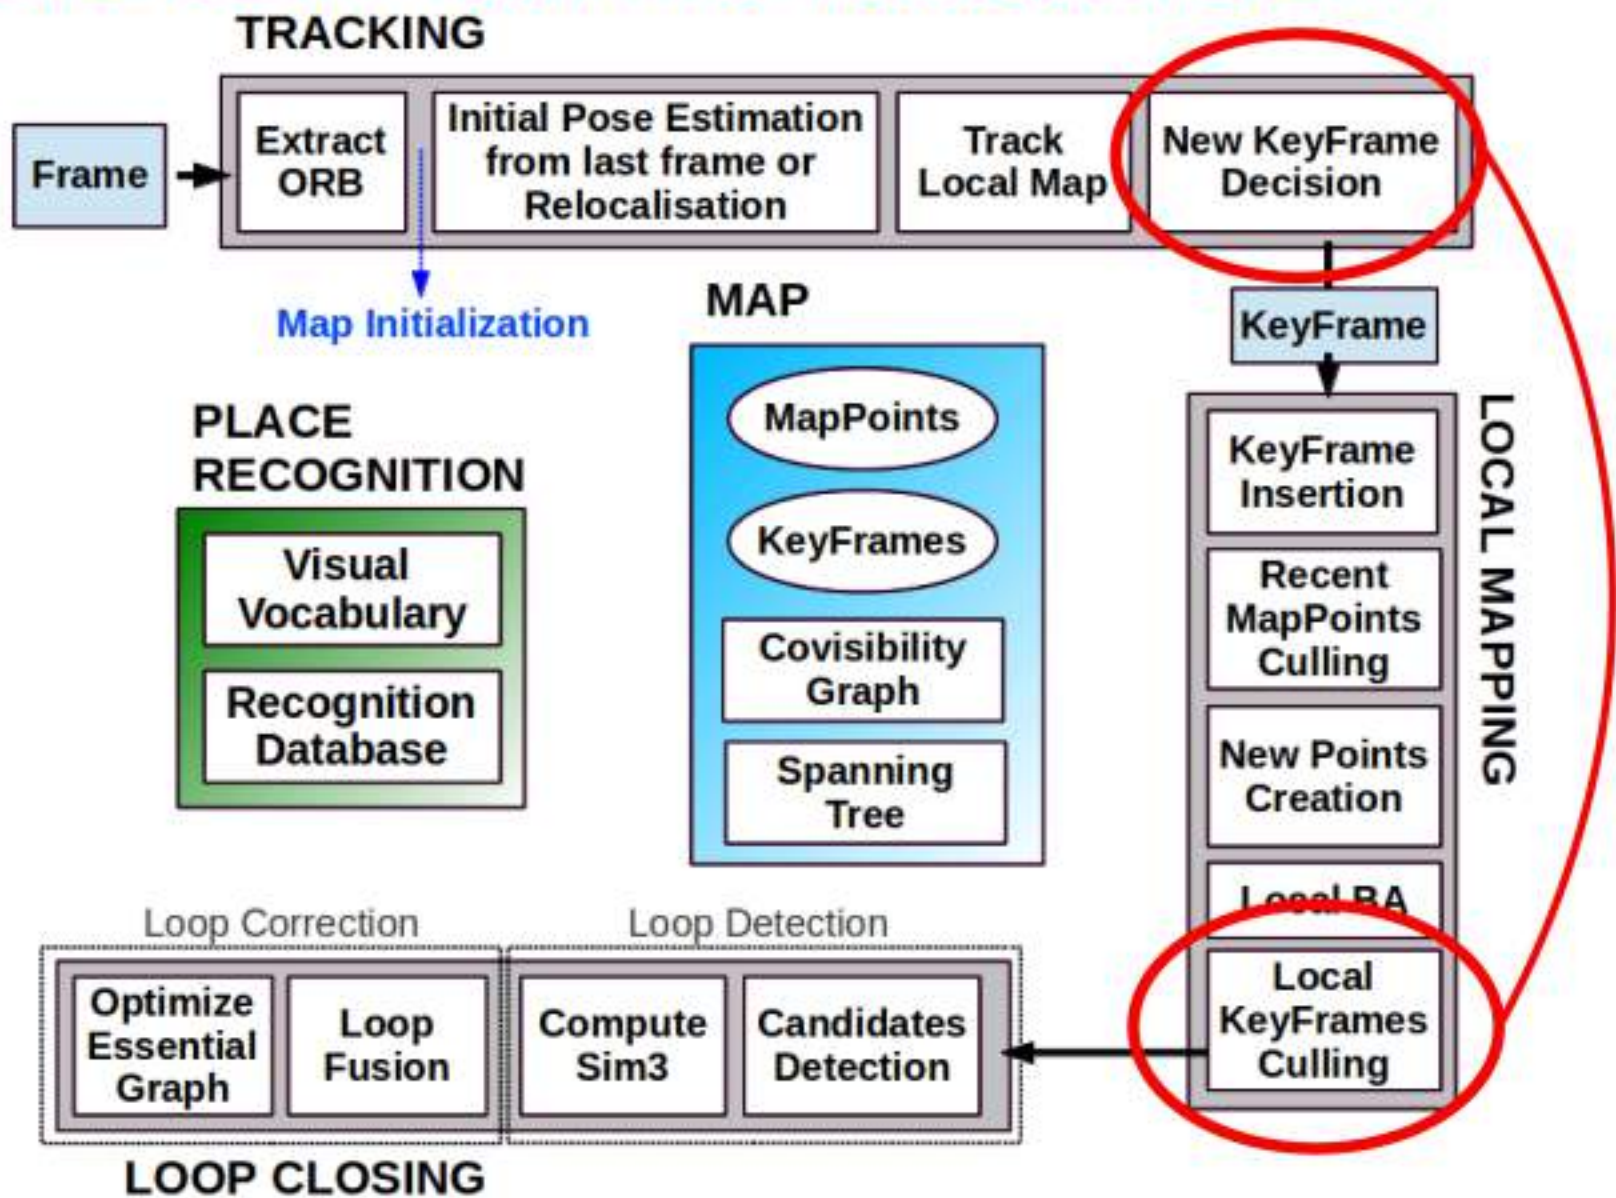 TRACKING
Frame
Extract
ORB
Initial Pose Estimation
from last frame or
Relocalisation
Track
Local Map
New KeyFrame
Decision
Map Initialization
MAP
KeyFrame
PLACE
RECOGNITION
Visual
Vocabulary
Recognition
Database
MapPoints
KeyFrames
Covisibility
Graph
Spanning
Tree
LOCAL MAPPING
KeyFrame
Insertion
Recent
MapPoints
Culling
New Points
Creation
Local BA
Local
KeyFrames
Culling
Loop Correction
Loop Detection
Optimize
Essential
Graph
Loop
Fusion
Compute
Sim3
Candidates
Detection
LOOP CLOSING